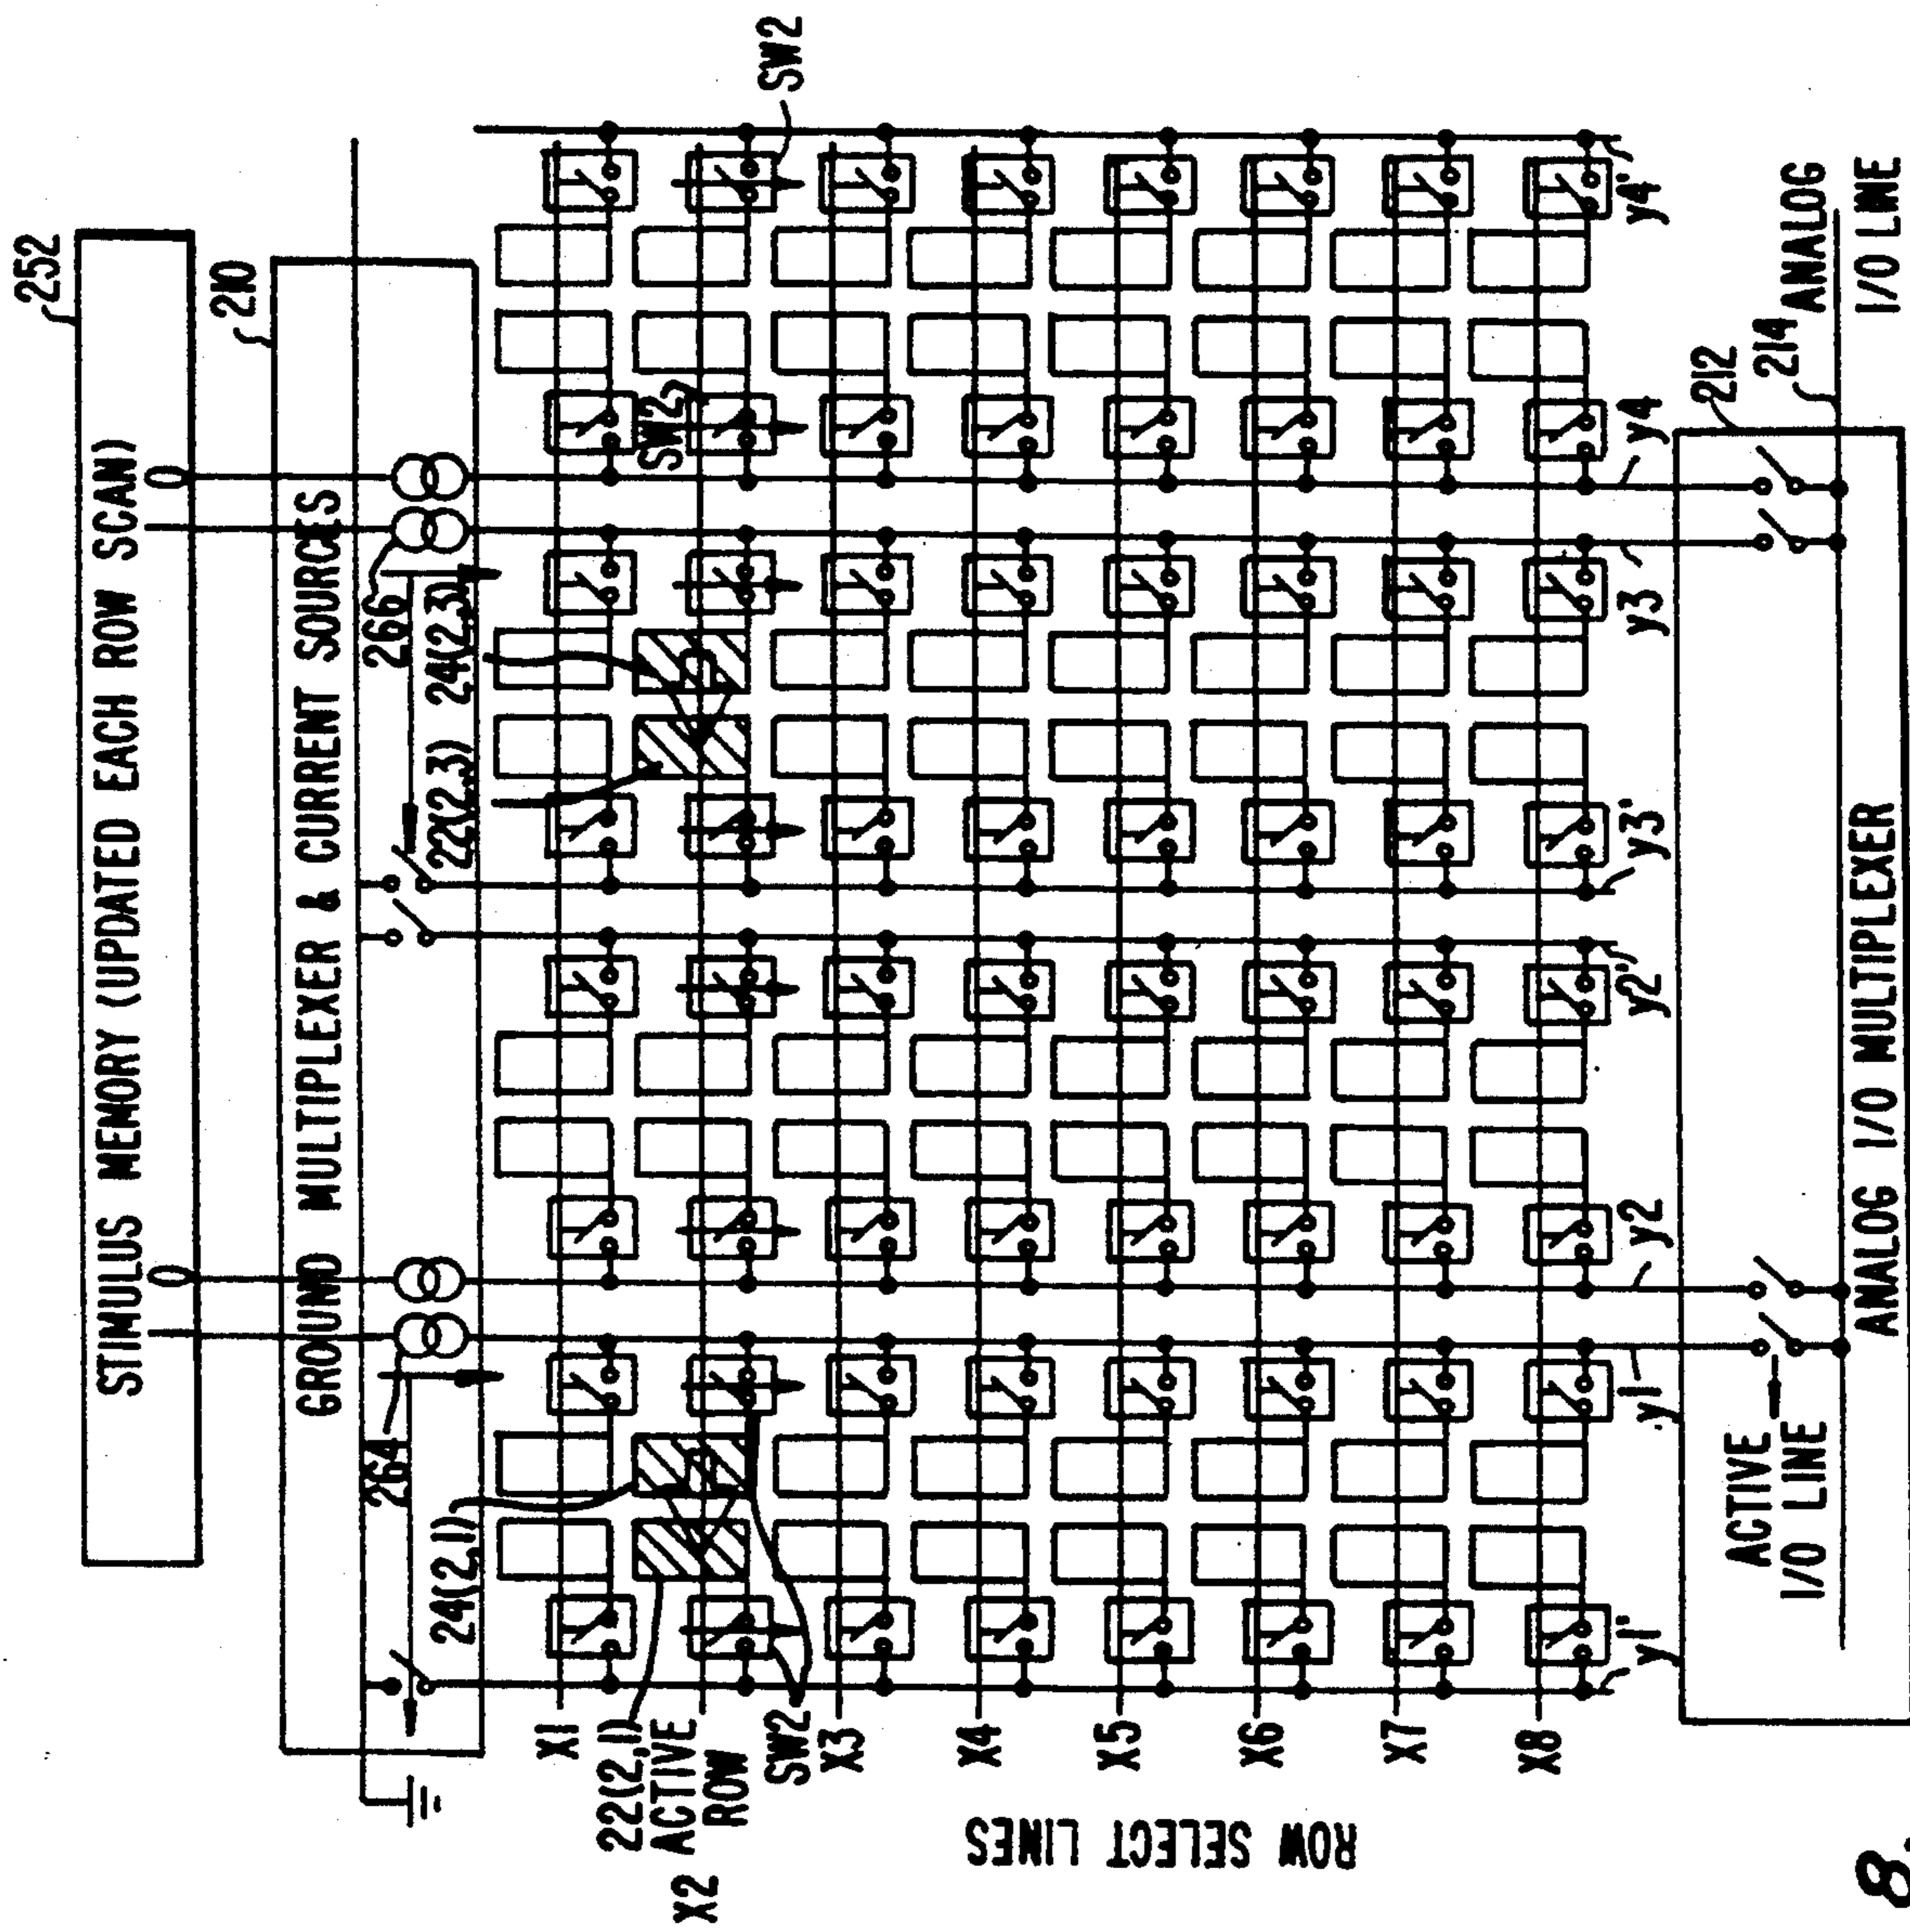 252
STIMULUS MEMORY (UPDATED EACH ROW SCAN)
0
0
210
GROUND MULTIPLEXER & CURRENT SOURCES
264
266
24(2,1)
22(2,3)
24(2,3)
X1
22(2,1)
X2 ACTIVE
ROW
SW2
SW2
SW2
X3
X4
X5
X6
X7
X8
ROW SELECT LINES
y1'
y1
y2
y2'
y3'
y3
y4
y4'
ACTIVE
I/O LINE
212
214
ANALOG
I/O LINE
ANALOG I/O MULTIPLEXER
8.